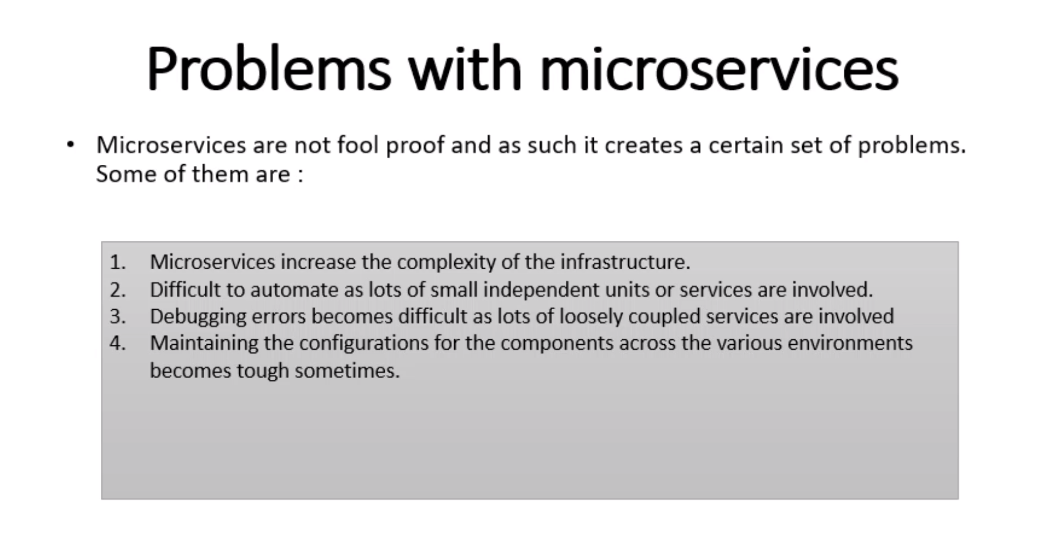 Problems with microservices
• Microservices are not fool proof and as such it creates a certain set of problems.
Some of them are :
1. Microservices increase the complexity of the infrastructure.
2. Difficult to automate as lots of small independent units or services are involved.
3. Debugging errors becomes difficult as lots of loosely coupled services are involved
4. Maintaining the configurations for the components across the various environments
becomes tough sometimes.